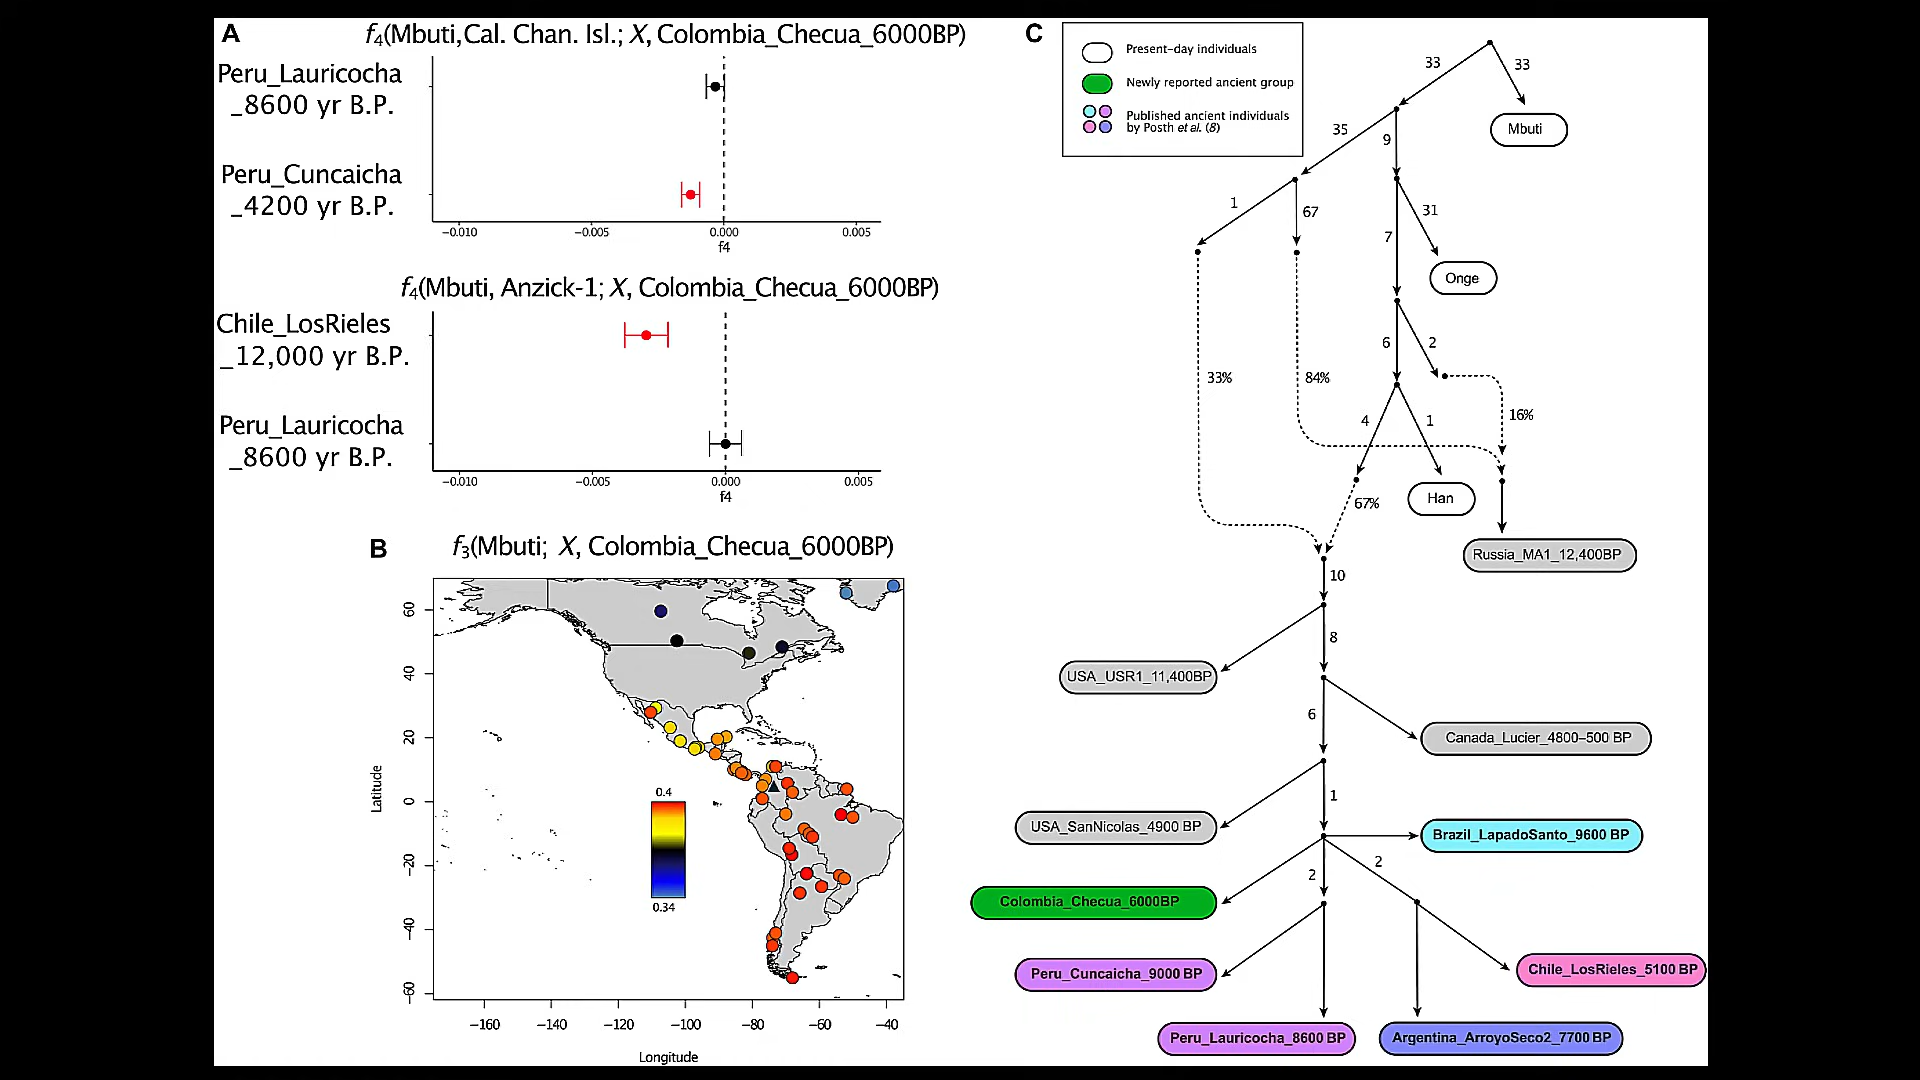 A
f4(Mbuti,Cal. Chan. Isl.; X, Colombia_Checua_6000BP)
Peru_Lauricocha
_8600 yr B.P.
Peru_Cuncaicha
_4200 yr B.P.
−0.010
−0.005
0.000
0.005
f4
f4(Mbuti, Anzick-1; X, Colombia_Checua_6000BP)
Chile_LosRieles
_12,000 yr B.P.
Peru_Lauricocha
_8600 yr B.P.
-0.010
-0.005
0.000
0.005
f4
B
f3(Mbuti; X, Colombia_Checua_6000BP)
60
40
20
0
−20
−40
−60
Latitude
0.4
0.34
−160
−140
−120
−100
−80
−60
−40
Longitude
C
Present-day individuals
Newly reported ancient group
Published ancient individuals
by Posth et al. (8)
33
33
Mbuti
35
9
1
67
31
7
Onge
6
2
33%
84%
16%
4
1
67%
Han
Russia_MA1_12,400BP
10
8
USA_USR1_11,400BP
6
Canada_Lucier_4800–500 BP
1
USA_SanNicolas_4900 BP
Brazil_LapadoSanto_9600 BP
2
2
Colombia_Checua_6000BP
Peru_Cuncaicha_9000 BP
Chile_LosRieles_5100 BP
Peru_Lauricocha_8600 BP
Argentina_ArroyoSeco2_7700 BP